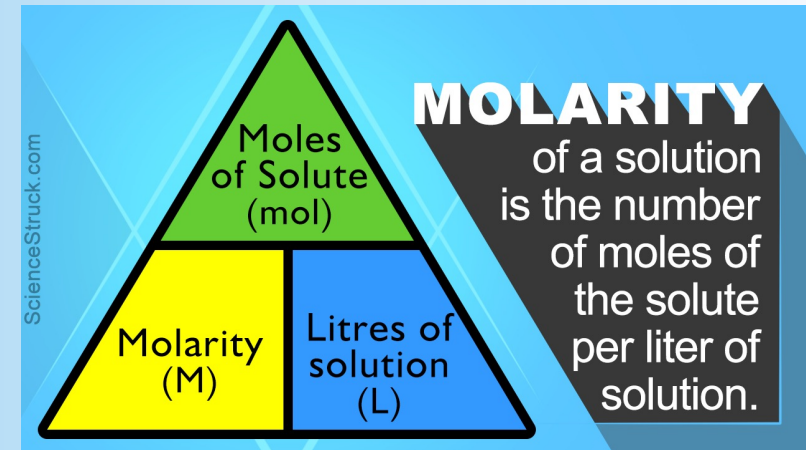 ScienceStruck.com
Moles
of Solute
(mol)
Molarity
(M)
Litres of
solution
(L)
MOLARITY
of a solution
is the number
of moles of
the solute
per liter of
solution.